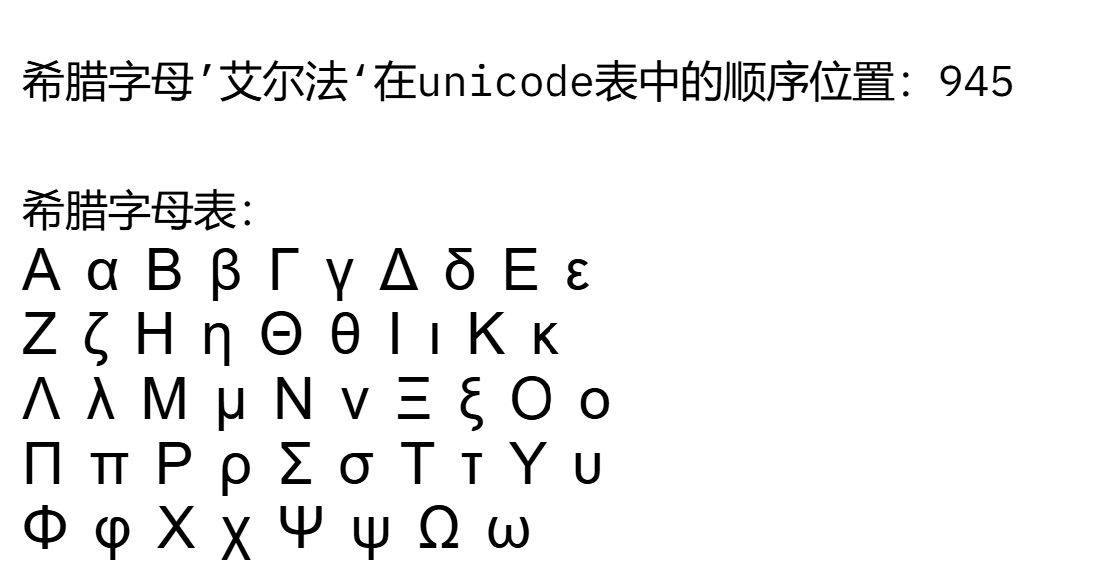 希腊字母’艾尔法‘在unicode表中的顺序位置：945
希腊字母表：
Α α Β β Γ γ Δ δ Ε ε
Ζ ζ Η η Θ θ Ι ι Κ κ
Λ λ Μ μ Ν ν Ξ ξ Ο ο
Π π Ρ ρ Σ σ Τ τ Υ υ
Φ φ Χ χ Ψ ψ Ω ω